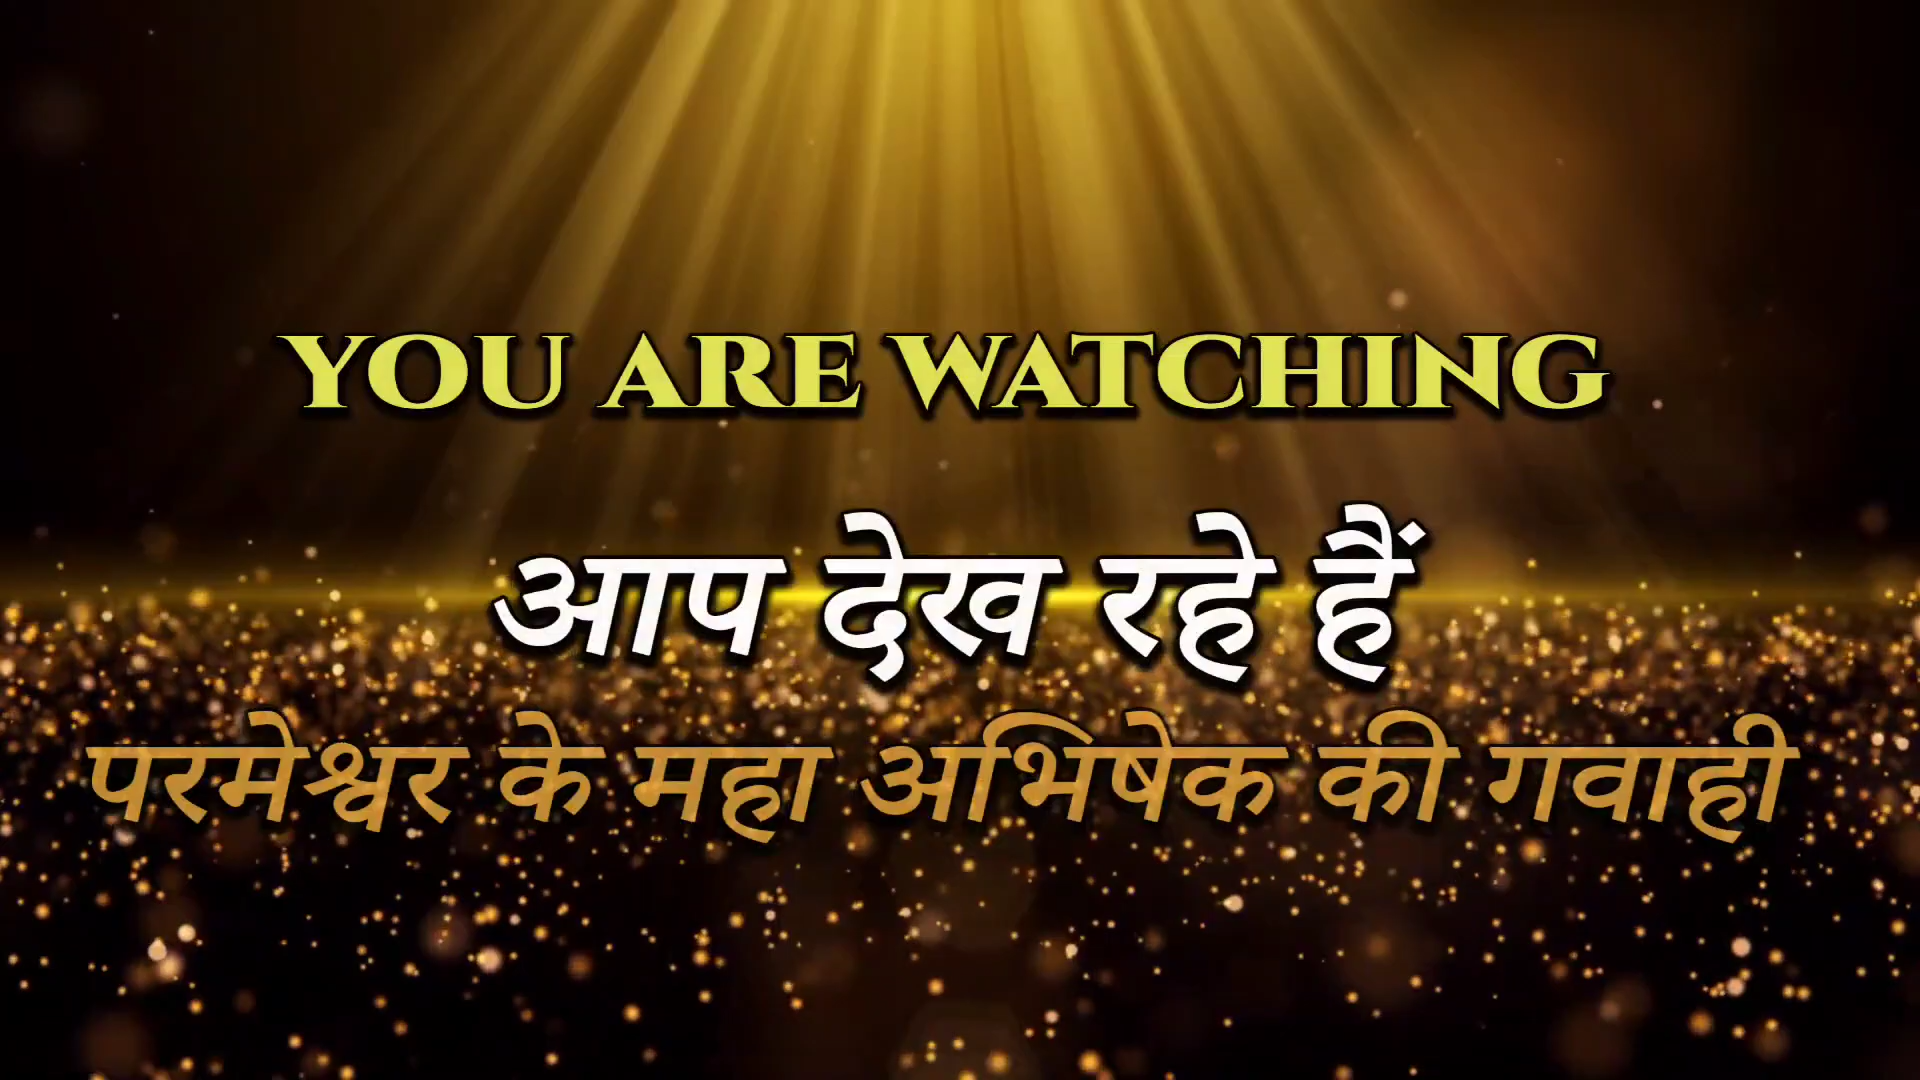 YOU ARE WATCHING
आप देख रहे हैं
परमेश्वर के महा अभिषेक की गवाही